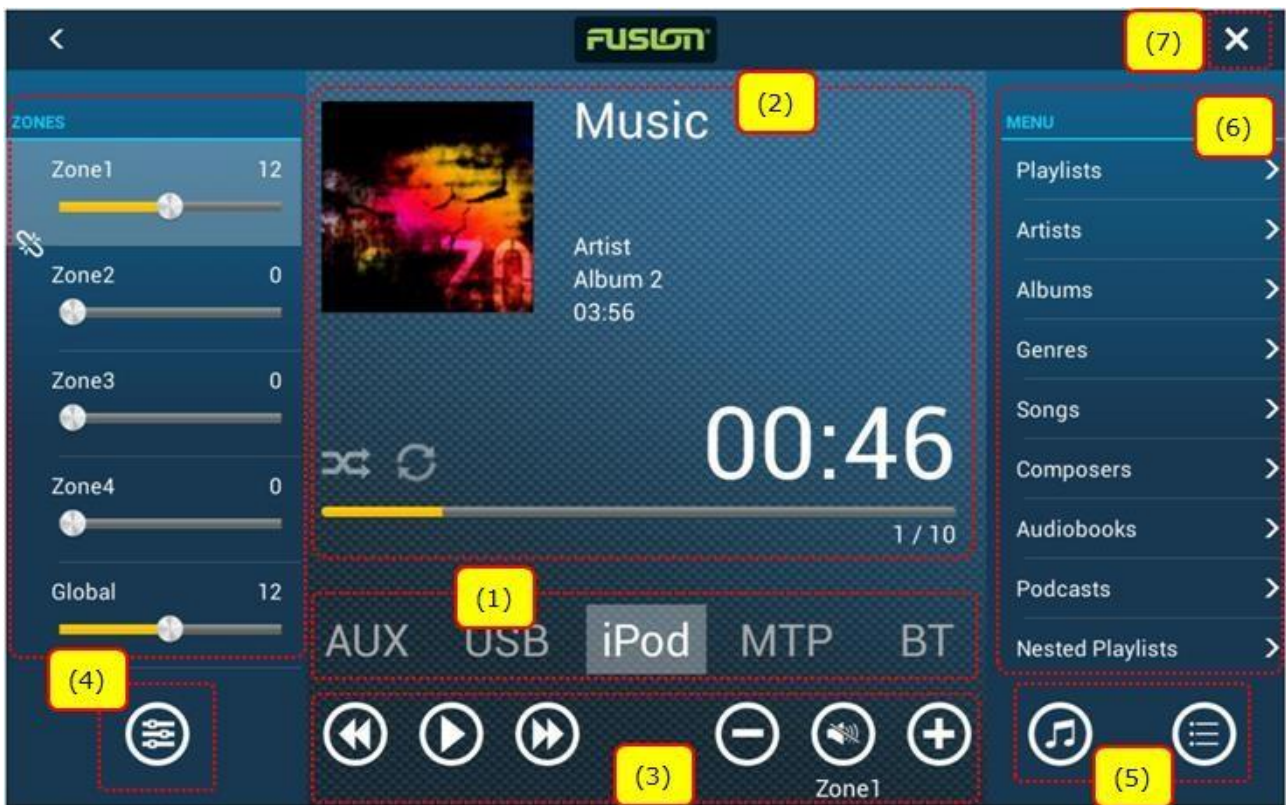 FUSION
(7)
ZONES
Zone1 12
Zone2 0
Zone3 0
Zone4 0
Global 12
(4)
(2)
Music
Artist
Album 2
03:56
00:46
1 / 10
(1)
AUX USB iPod MTP BT
(3)
Zone1
MENU
(6)
Playlists
Artists
Albums
Genres
Songs
Composers
Audiobooks
Podcasts
Nested Playlists
(5)